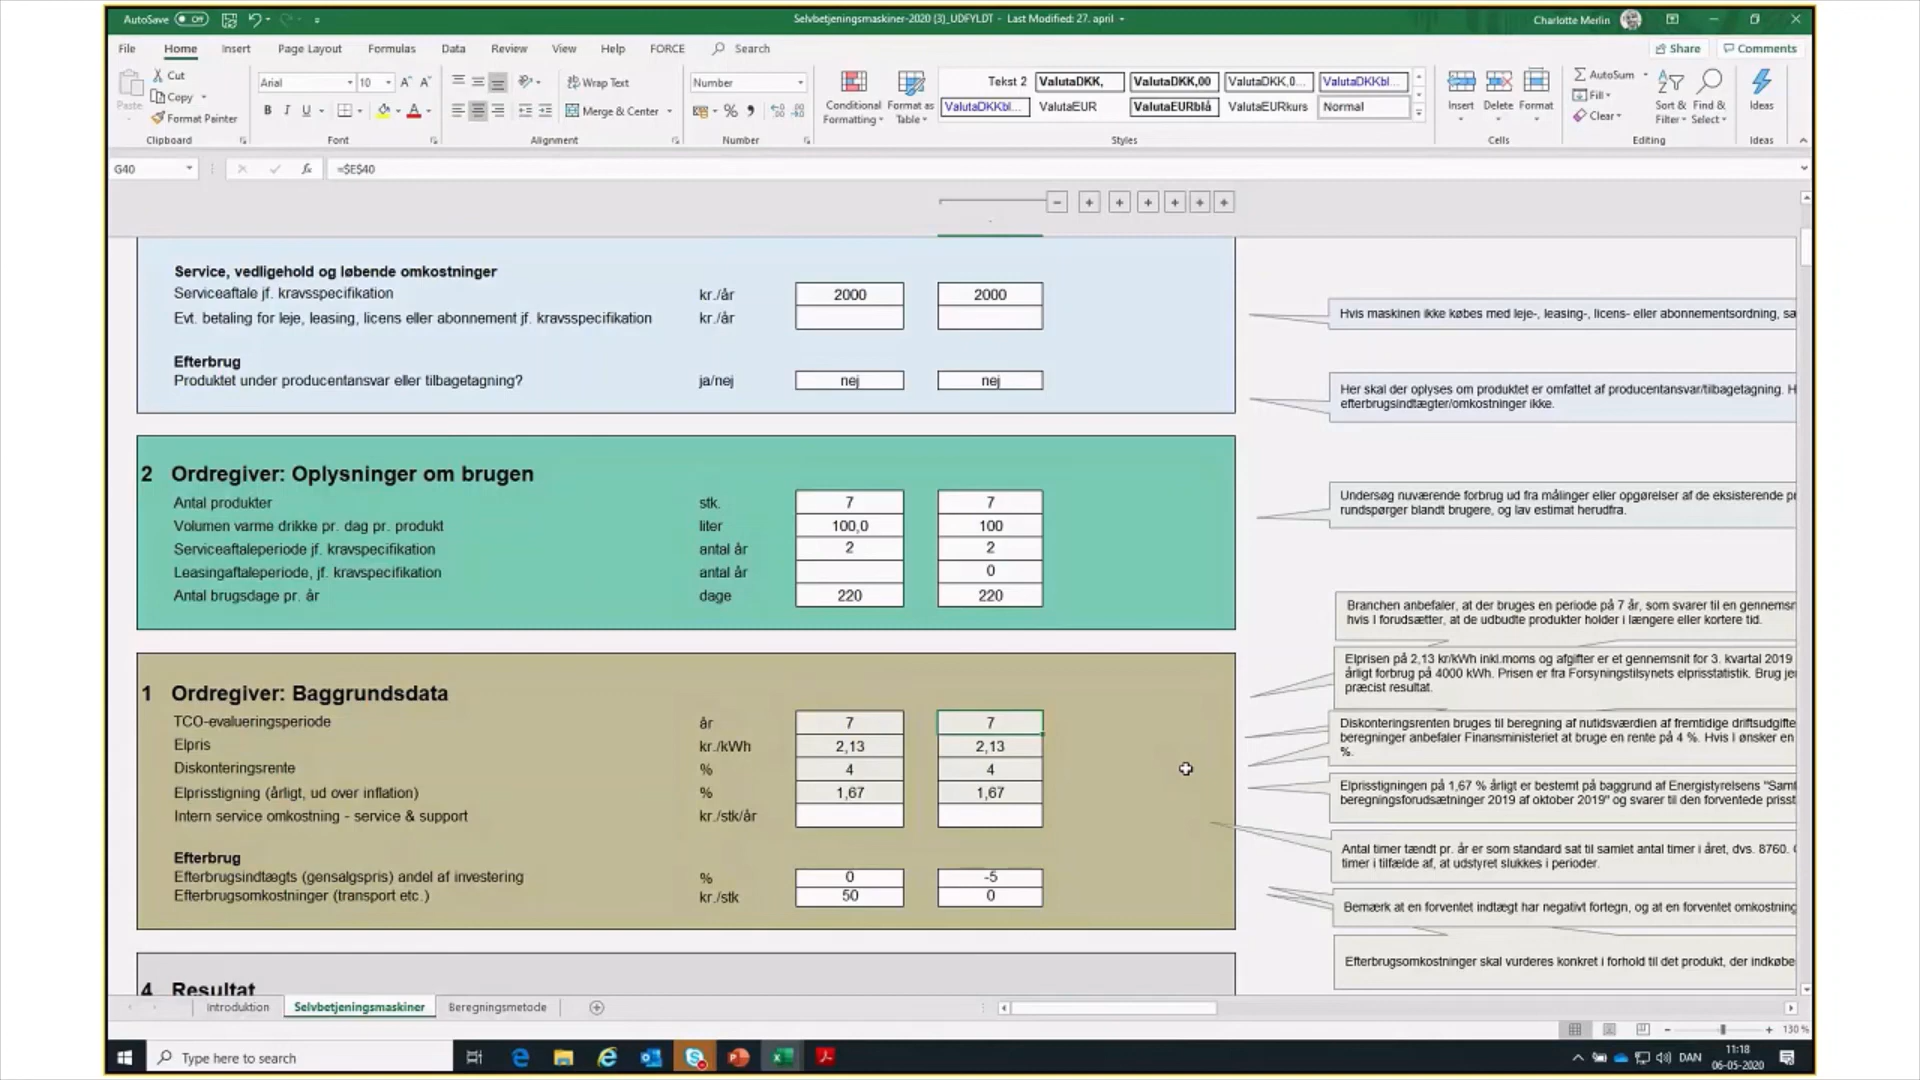 AutoSave Off
Selvbetjeningsmaskiner-2020 (3)_UDFYLDT - Last Modified: 27. april
Charlotte Merlin
File Home Insert Page Layout Formulas Data Review View Help FORCE Search
Share Comments
Paste
Cut
Copy
Format Painter
Clipboard
Arial 10
B I U
Font
Wrap Text
Merge & Center
Alignment
Number
Number
Conditional Formatting
Format as Table
Tekst 2 ValutaDKK, ValutaDKK,00 ValutaDKK,0... ValutaDKKbl...
ValutaDKKbl... ValutaEUR ValutaEURblå ValutaEURkurs Normal
Styles
Insert Delete Format
Cells
AutoSum
Fill
Clear
Sort & Filter
Find & Select
Editing
Ideas
Ideas
G40 fx =$E$40
Service, vedligehold og løbende omkostninger
Serviceaftale jf. kravsspecifikation kr./år 2000 2000
Evt. betaling for leje, leasing, licens eller abonnement jf. kravsspecifikation kr./år
Hvis maskinen ikke købes med leje-, leasing-, licens- eller abonnementsordning, sa
Efterbrug
Produktet under producentansvar eller tilbagetagning? ja/nej nej nej
Her skal der oplyses om produktet er omfattet af producentansvar/tilbagetagning. H
efterbrugsindtægter/omkostninger ikke.
2 Ordregiver: Oplysninger om brugen
Antal produkter stk. 7 7
Volumen varme drikke pr. dag pr. produkt liter 100,0 100
Serviceaftaleperiode jf. kravspecifikation antal år 2 2
Leasingaftaleperiode, jf. kravspecifikation antal år 0
Antal brugsdage pr. år dage 220 220
Undersøg nuværende forbrug ud fra målinger eller opgørelser af de eksisterende pr
rundspørger blandt brugere, og lav estimat herudfra.
Branchen anbefaler, at der bruges en periode på 7 år, som svarer til en gennemsn
hvis I forudsætter, at de udbudte produkter holder i længere eller kortere tid.
1 Ordregiver: Baggrundsdata
TCO-evalueringsperiode år 7 7
Elpris kr./kWh 2,13 2,13
Diskonteringsrente % 4 4
Elprisstigning (årligt, ud over inflation) % 1,67 1,67
Intern service omkostning - service & support kr./stk/år
Elprisen på 2,13 kr/kWh inkl.moms og afgifter er et gennemsnit for 3. kvartal 2019
årligt forbrug på 4000 kWh. Prisen er fra Forsyningstilsynets elprisstatistik. Brug jer
præcist resultat.
Diskonteringsrenten bruges til beregning af nutidsværdien af fremtidige driftsudgifte
beregninger anbefaler Finansministeriet at bruge en rente på 4 %. Hvis I ønsker en
%.
Elprisstigningen på 1,67 % årligt er bestemt på baggrund af Energistyrelsens "Samf
beregningsforudsætninger 2019 af oktober 2019" og svarer til den forventede prisst
Antal timer tændt pr. år er som standard sat til samlet antal timer i året, dvs. 8760.
timer i tilfælde af, at udstyret slukkes i perioder.
Efterbrug
Efterbrugsindtægts (gensalgspris) andel af investering % 0 -5
Efterbrugsomkostninger (transport etc.) kr./stk 50 0
Bemærk at en forventet indtægt har negativt fortegn, og at en forventet omkostning
Efterbrugsomkostninger skal vurderes konkret i forhold til det produkt, der indkøbe
4 Resultat
Introduktion Selvbetjeningsmaskiner Beregningsmetode
130 %
Type here to search
DAN
11:18
06-05-2020